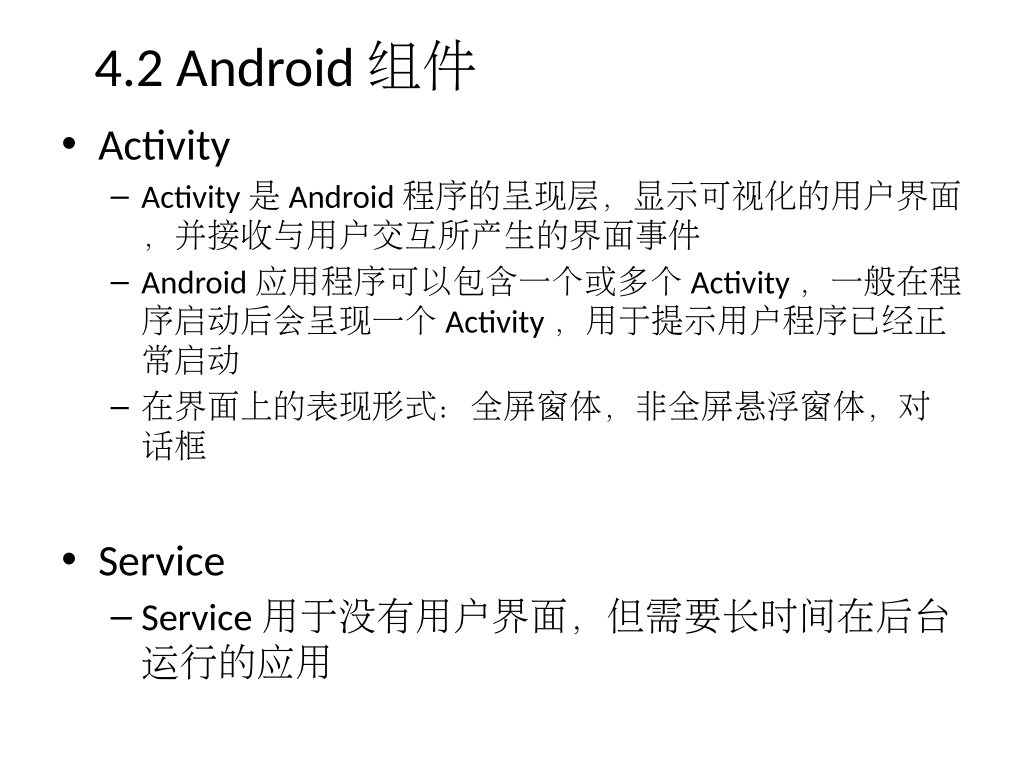 4.2 Android 组件
• Activity
– Activity 是 Android 程序的呈现层，显示可视化的用户界面
，并接收与用户交互所产生的界面事件
– Android 应用程序可以包含一个或多个 Activity ，一般在程
序启动后会呈现一个 Activity ，用于提示用户程序已经正
常启动
– 在界面上的表现形式：全屏窗体，非全屏悬浮窗体，对
话框
• Service
– Service 用于没有用户界面，但需要长时间在后台
运行的应用